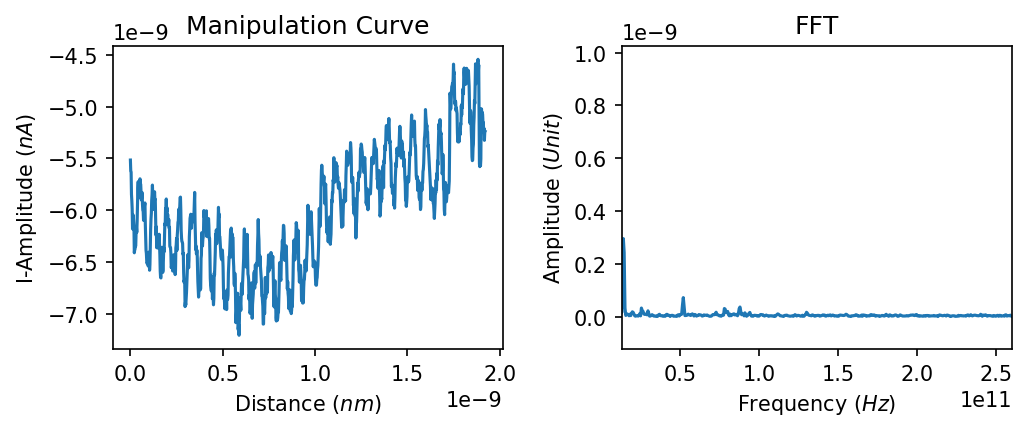 Manipulation Curve
1e−9
I-Amplitude (nA)
−4.5
−5.0
−5.5
−6.0
−6.5
−7.0
0.0 0.5 1.0 1.5 2.0
1e−9
Distance (nm)
FFT
1e−9
Amplitude (Unit)
1.0
0.8
0.6
0.4
0.2
0.0
0.5 1.0 1.5 2.0 2.5
1e11
Frequency (Hz)